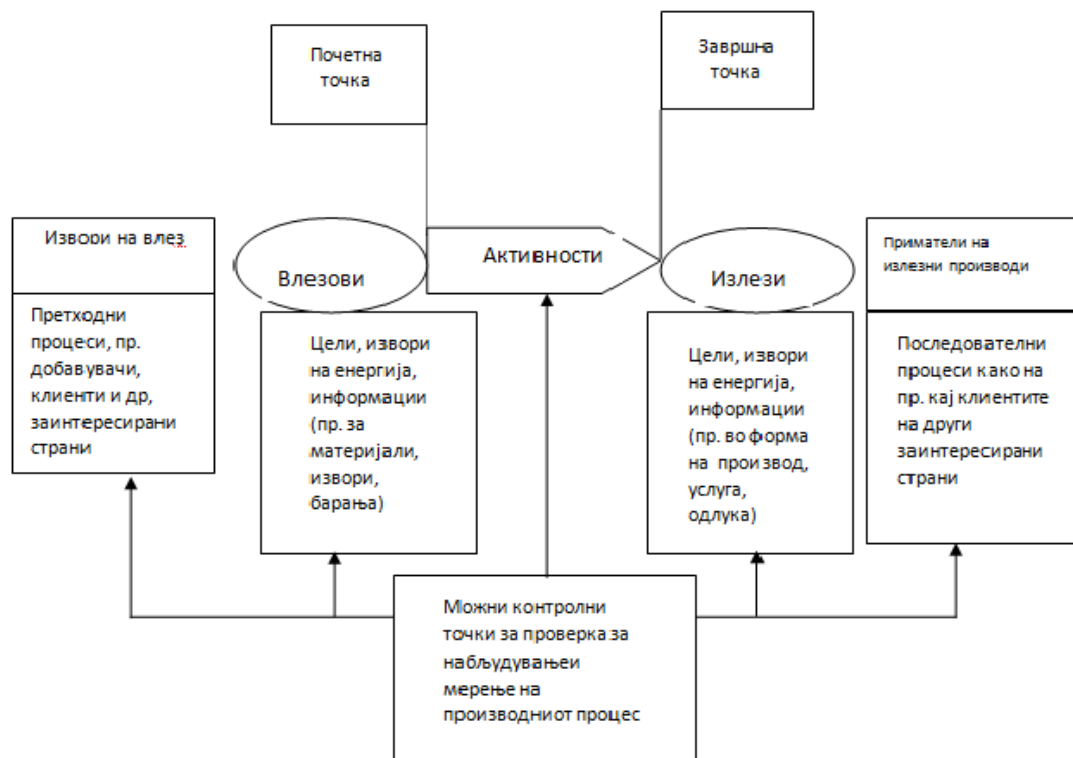 Почетна
точка
Завршна
точка
Извори на влез
Влезови
Активности
Излези
Приматели на
излезни производи
Претходни
процеси, пр.
добавувачи,
клиенти и др,
заинтересирани
страни
Цели, извори
на енергија,
информации
(пр. за
материјали,
извори,
барања)
Цели, извори
на енергија,
информации
(пр. во форма
на производ,
услуга,
одлука)
Последователни
процеси како на
пр. кај клиентите
на други
заинтересирани
страни
Можни контролни
точки за проверка за
набљудувањеи
мерење на
производниот процес